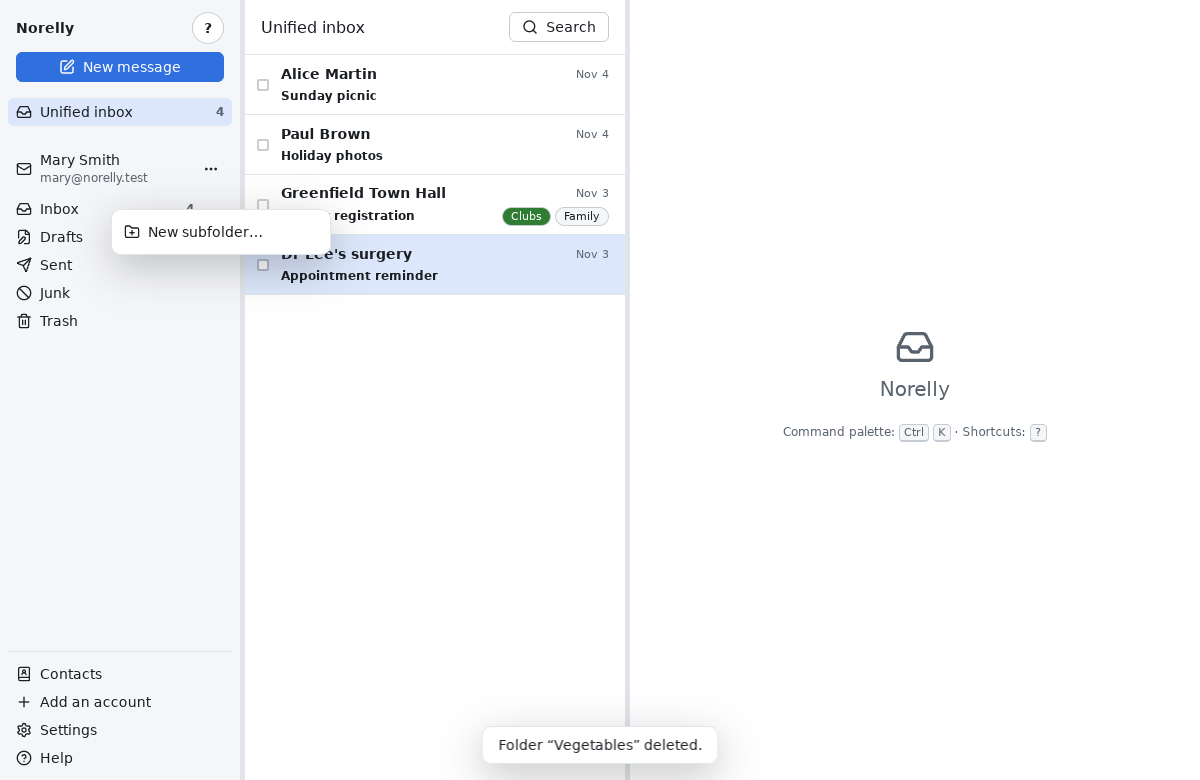 Norelly
?
New message
Unified inbox 4
Mary Smith
mary@norelly.test
Inbox
Drafts
Sent
Junk
Trash
New subfolder…
Contacts
Add an account
Settings
Help
Unified inbox
Search
Alice Martin Nov 4
Sunday picnic
Paul Brown Nov 4
Holiday photos
Greenfield Town Hall Nov 3
registration Clubs Family
Dr Lee's surgery Nov 3
Appointment reminder
Norelly
Command palette: Ctrl K · Shortcuts: ?
Folder “Vegetables” deleted.